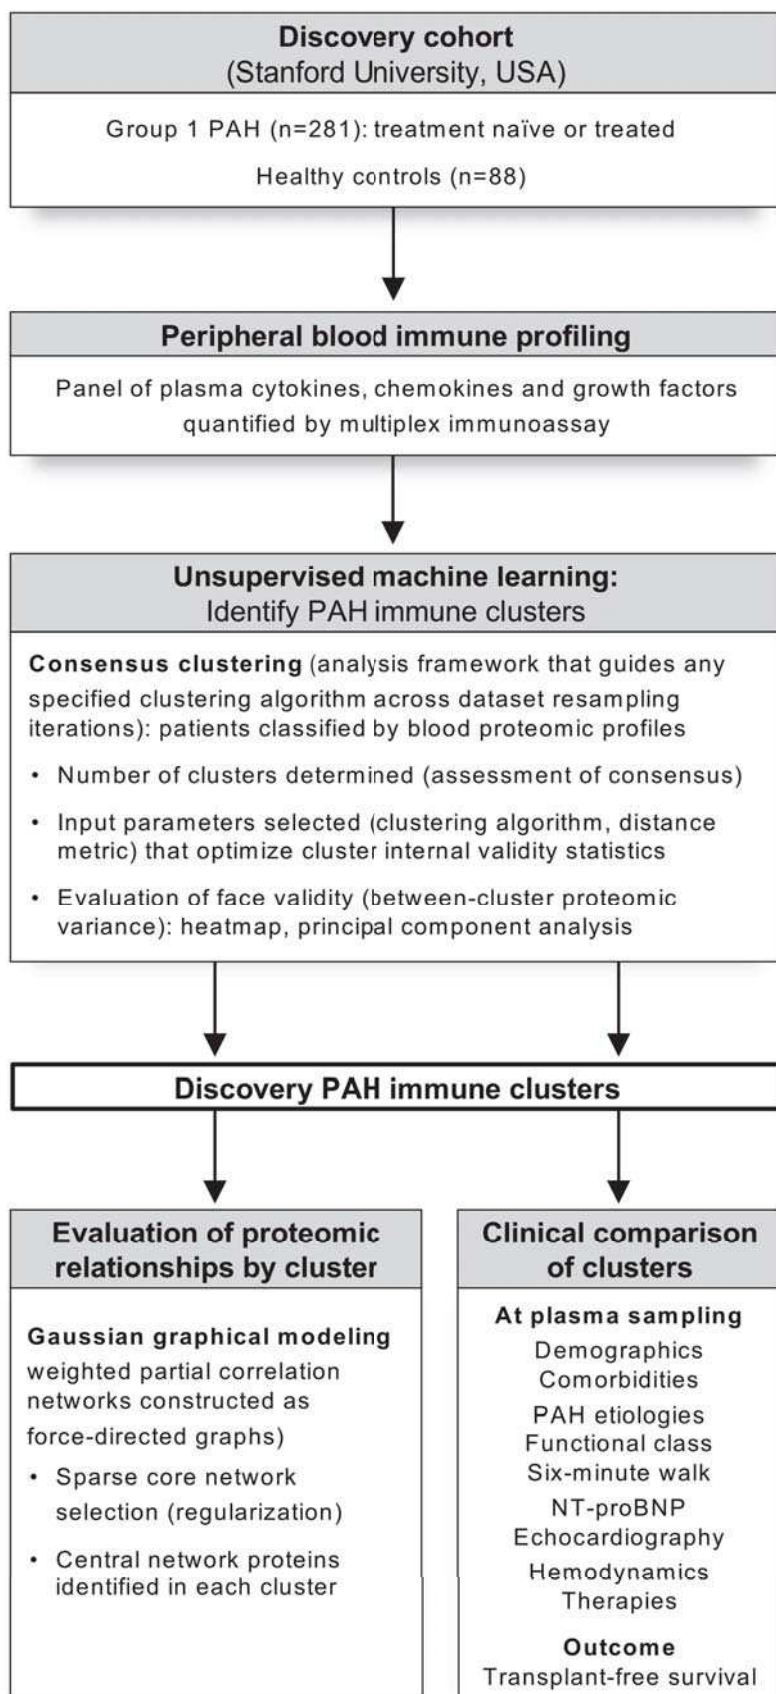 Discovery cohort
(Stanford University, USA)
Group 1 PAH (n=281): treatment naïve or treated
Healthy controls (n=88)
Peripheral blood immune profiling
Panel of plasma cytokines, chemokines and growth factors
quantified by multiplex immunoassay
Unsupervised machine learning:
Identify PAH immune clusters
Consensus clustering (analysis framework that guides any
specified clustering algorithm across dataset resampling
iterations): patients classified by blood proteomic profiles
• Number of clusters determined (assessment of consensus)
• Input parameters selected (clustering algorithm, distance
metric) that optimize cluster internal validity statistics
• Evaluation of face validity (between-cluster proteomic
variance): heatmap, principal component analysis
Discovery PAH immune clusters
Evaluation of proteomic
relationships by cluster
Gaussian graphical modeling
weighted partial correlation
networks constructed as
force-directed graphs)
• Sparse core network
selection (regularization)
• Central network proteins
identified in each cluster
Clinical comparison
of clusters
At plasma sampling
Demographics
Comorbidities
PAH etiologies
Functional class
Six-minute walk
NT-proBNP
Echocardiography
Hemodynamics
Therapies
Outcome
Transplant-free survival